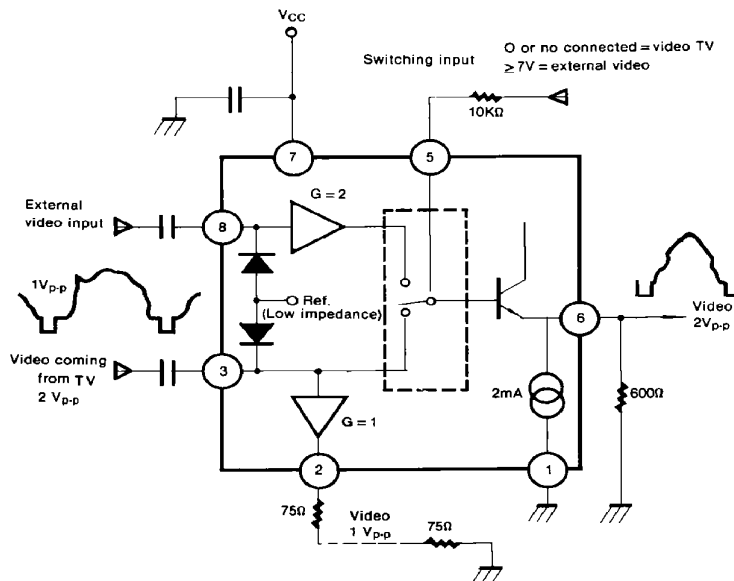 VCC
Switching input
O or no connected = video TV
≥ 7V = external video
10KΩ
7
5
External
video input
8
G = 2
1Vp-p
Ref.
(Low impedance)
6
Video
2Vp-p
Video coming
from TV
2 Vp-p
3
G = 1
2mA
600Ω
2
1
75Ω
Video
1 Vp-p
75Ω